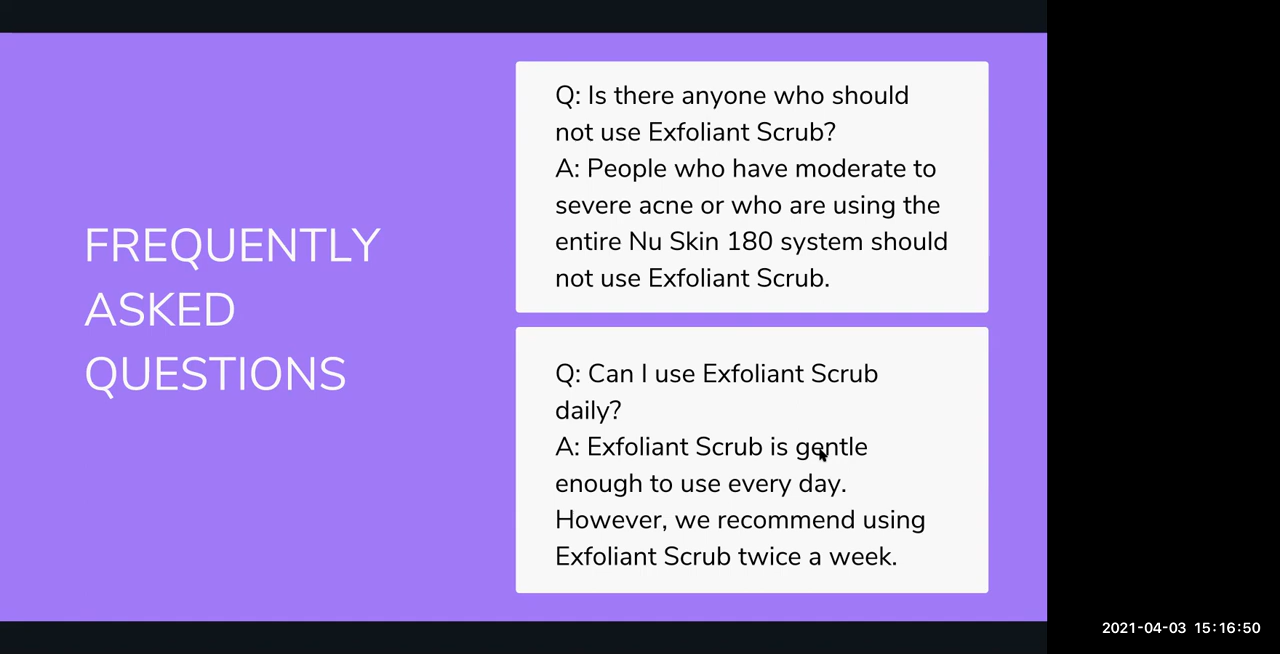 FREQUENTLY
ASKED
QUESTIONS
Q: Is there anyone who should
not use Exfoliant Scrub?
A: People who have moderate to
severe acne or who are using the
entire Nu Skin 180 system should
not use Exfoliant Scrub.
Q: Can I use Exfoliant Scrub
daily?
A: Exfoliant Scrub is gentle
enough to use every day.
However, we recommend using
Exfoliant Scrub twice a week.
2021-04-03 15:16:50